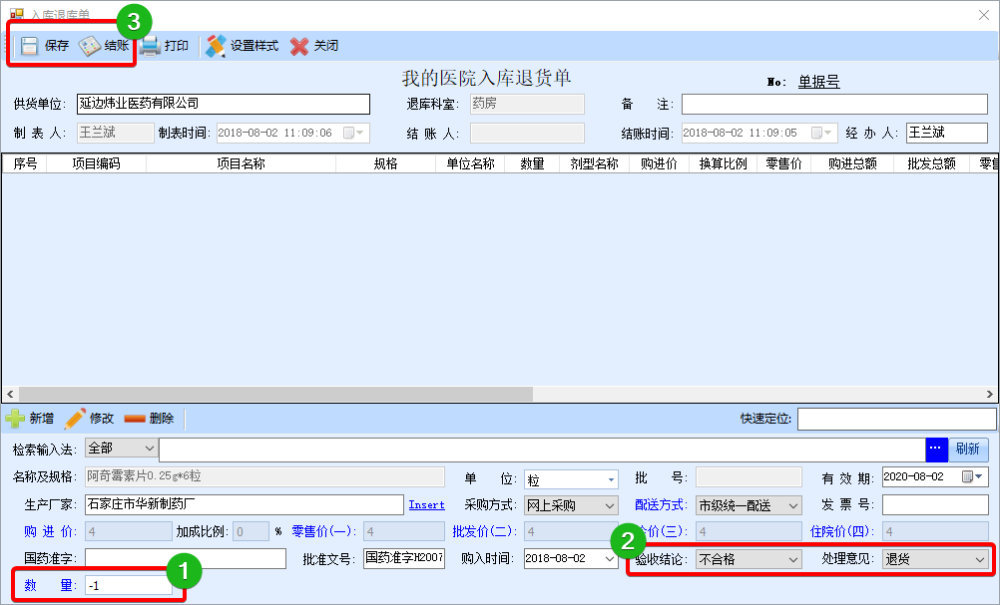 入库退库单
3
保存 结账 打印 设置样式 关闭
我的医院入库退货单
No: 单据号
供货单位: 延边炜业医药有限公司 退库科室: 药房 备 注:
制 表 人: 王兰斌 制表时间: 2018-08-02 11:09:06 结 账 人: 结账时间: 2018-08-02 11:09:05 经 办 人: 王兰斌
序号 项目编码 项目名称 规格 单位名称 数量 剂型名称 购进价 换算比例 零售价 购进总额 批发总额 零售
新增 修改 删除 快速定位:
检索输入法: 全部 ... 刷新
名称及规格: 阿奇霉素片0.25g*6粒 单 位: 粒 批 号: 有 效 期: 2020-08-02
生产厂家: 石家庄市华新制药厂 Insert 采购方式: 网上采购 配送方式: 市级统一配送 发 票 号:
购 进 价: 4 加成比例: 0 % 零售价(一): 4 批发价(二): 4 价(三): 4 住院价(四): 4
国药准字: 批准文号: 国药准字H2007 购入时间: 2018-08-02 2 验收结论: 不合格 处理意见: 退货
数 量: -1 1